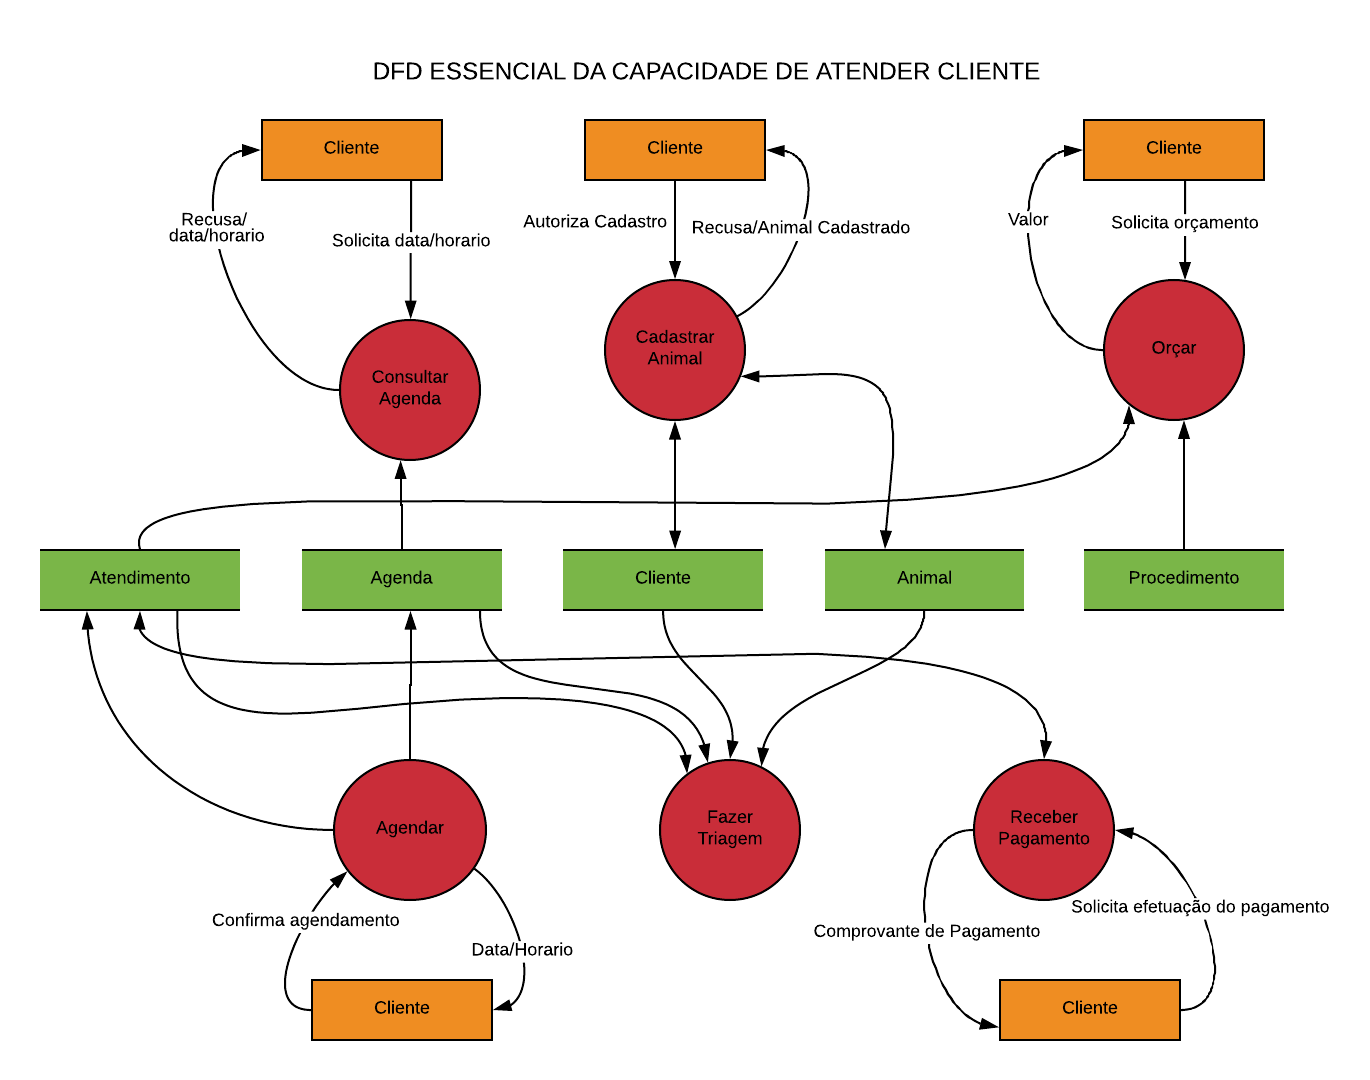 DFD ESSENCIAL DA CAPACIDADE DE ATENDER CLIENTE
Cliente
Cliente
Cliente
Recusa/
data/horario
Solicita data/horario
Autoriza Cadastro
Recusa/Animal Cadastrado
Valor
Solicita orçamento
Consultar
Agenda
Cadastrar
Animal
Orçar
Atendimento
Agenda
Cliente
Animal
Procedimento
Agendar
Fazer
Triagem
Receber
Pagamento
Confirma agendamento
Data/Horario
Comprovante de Pagamento
Solicita efetuação do pagamento
Cliente
Cliente